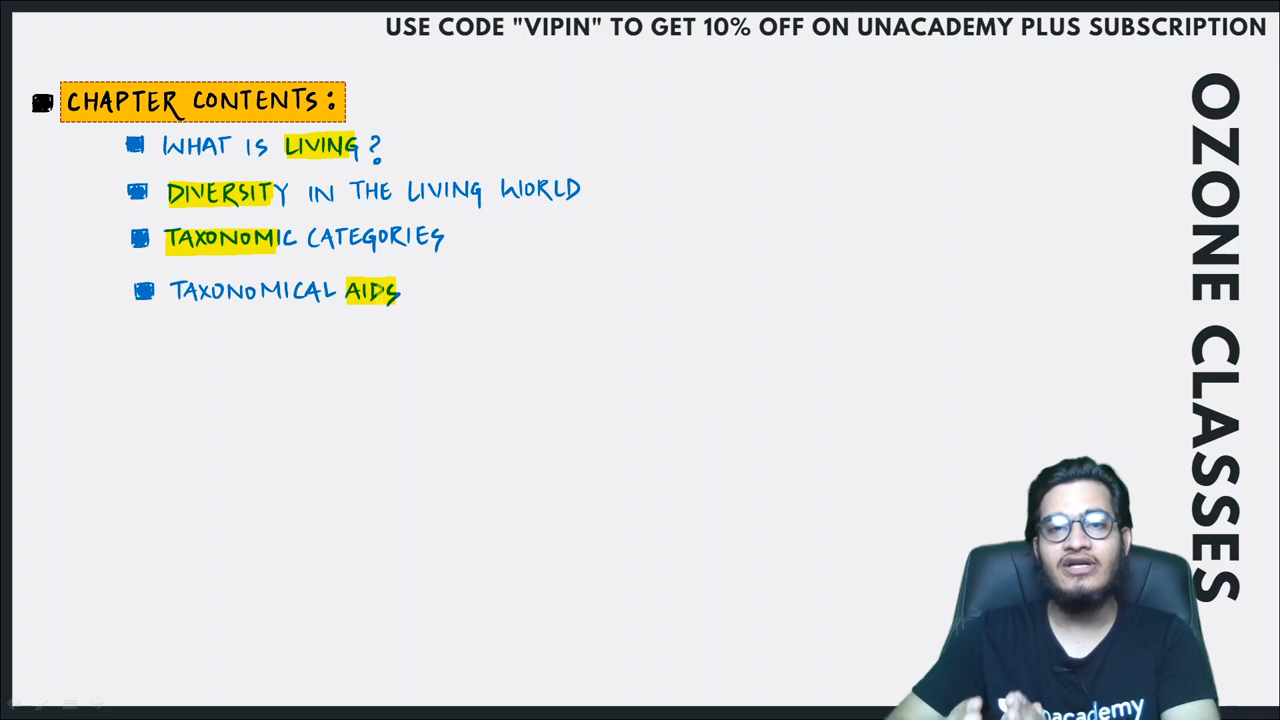 USE CODE "VIPIN" TO GET 10% OFF ON UNACADEMY PLUS SUBSCRIPTION
CHAPTER CONTENTS:
WHAT IS LIVING?
DIVERSITY IN THE LIVING WORLD
TAXONOMIC CATEGORIES
TAXONOMICAL AIDS
OZONE CLASSES
nacademy